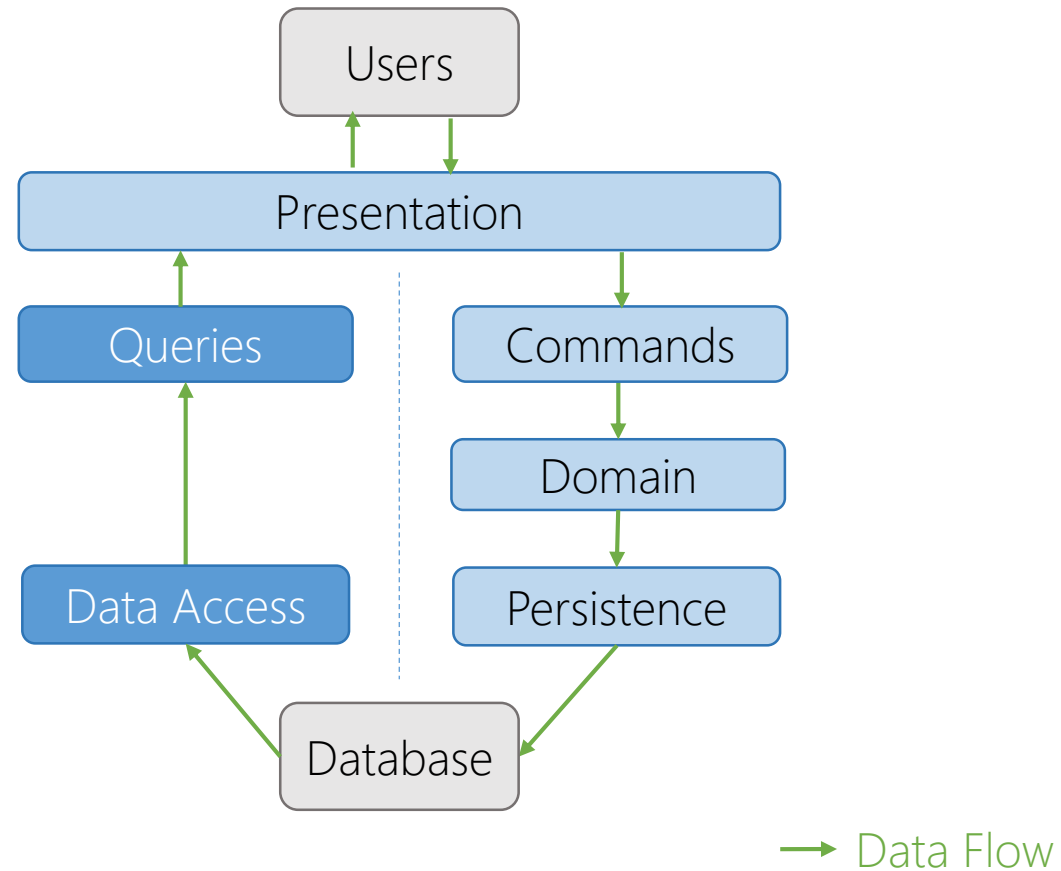 Users
Presentation
Queries
Commands
Domain
Data Access
Persistence
Database
Data Flow